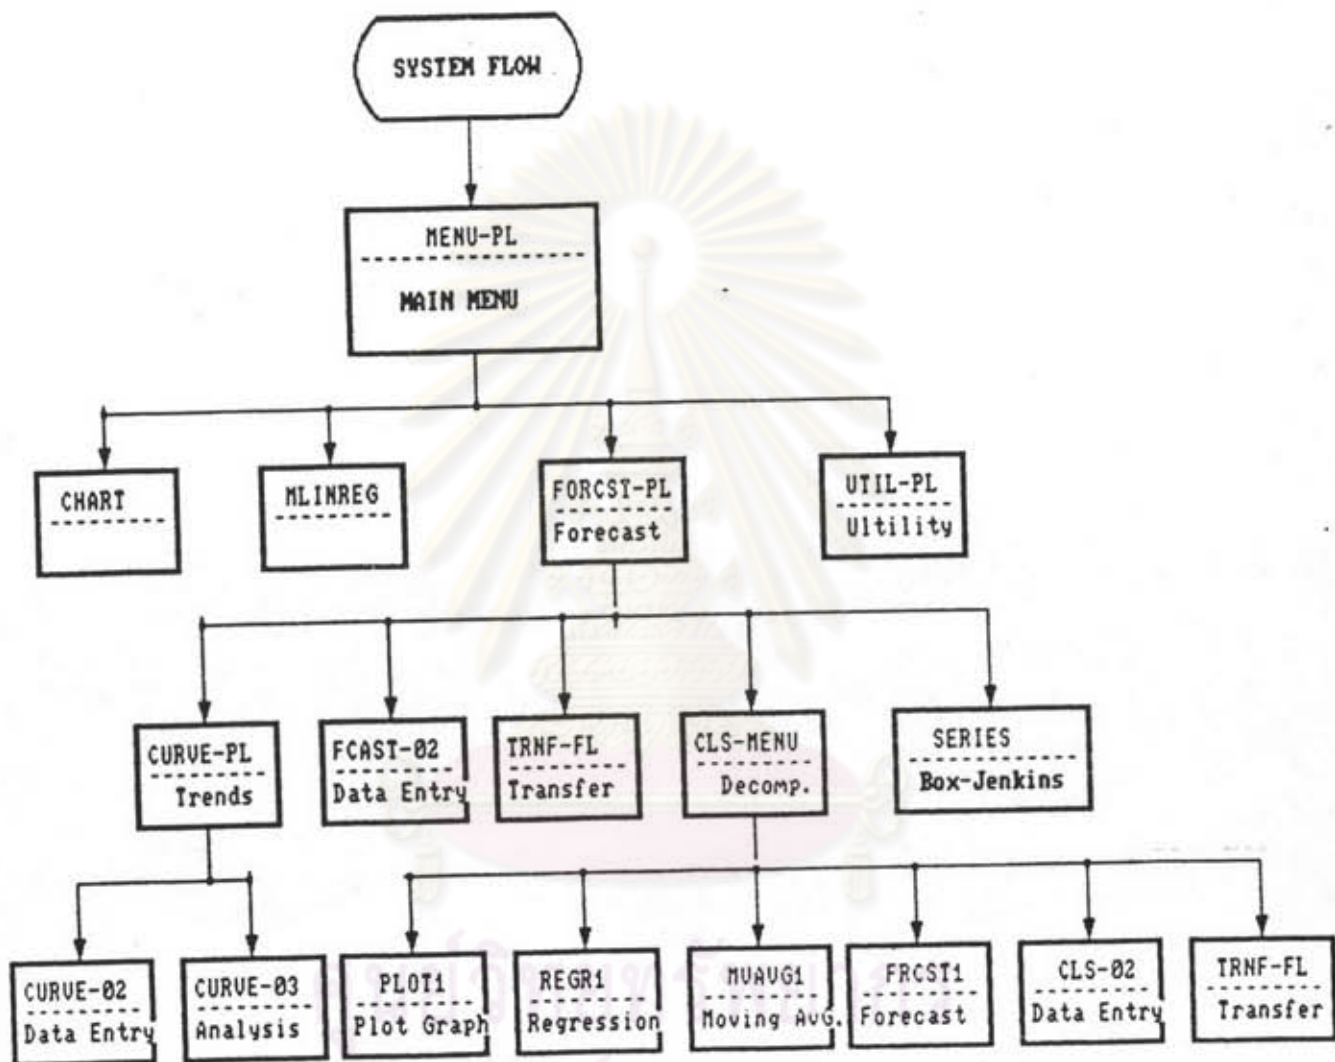 SYSTEM FLOW
MENU-PL
MAIN MENU
CHART
MLINREG
FORCST-PL
Forecast
UTIL-PL
Ultility
CURVE-PL
Trends
FCAST-02
Data Entry
TRNF-FL
Transfer
CLS-MENU
Decomp.
SERIES
Box-Jenkins
CURVE-02
Data Entry
CURVE-03
Analysis
PLOT1
Plot Graph
REGR1
Regression
MVAVG1
Moving AvG.
FRCST1
Forecast
CLS-02
Data Entry
TRNF-FL
Transfer